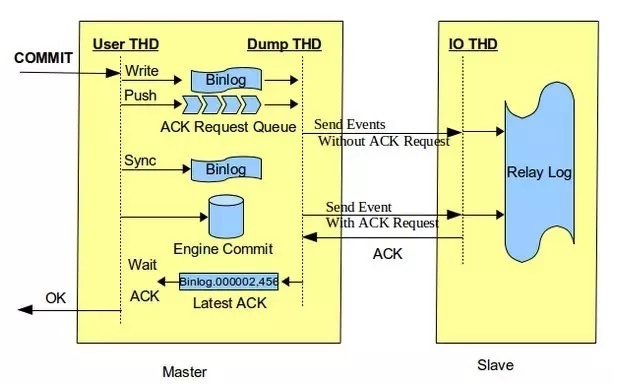 User THD
Dump THD
IO THD
COMMIT
Write
Binlog
Push
ACK Request Queue
Send Events
Without ACK Request
Sync
Binlog
Relay Log
Send Event
With ACK Request
Engine Commit
ACK
Wait
ACK
Binlog.000002,456
Latest ACK
OK
Master
Slave